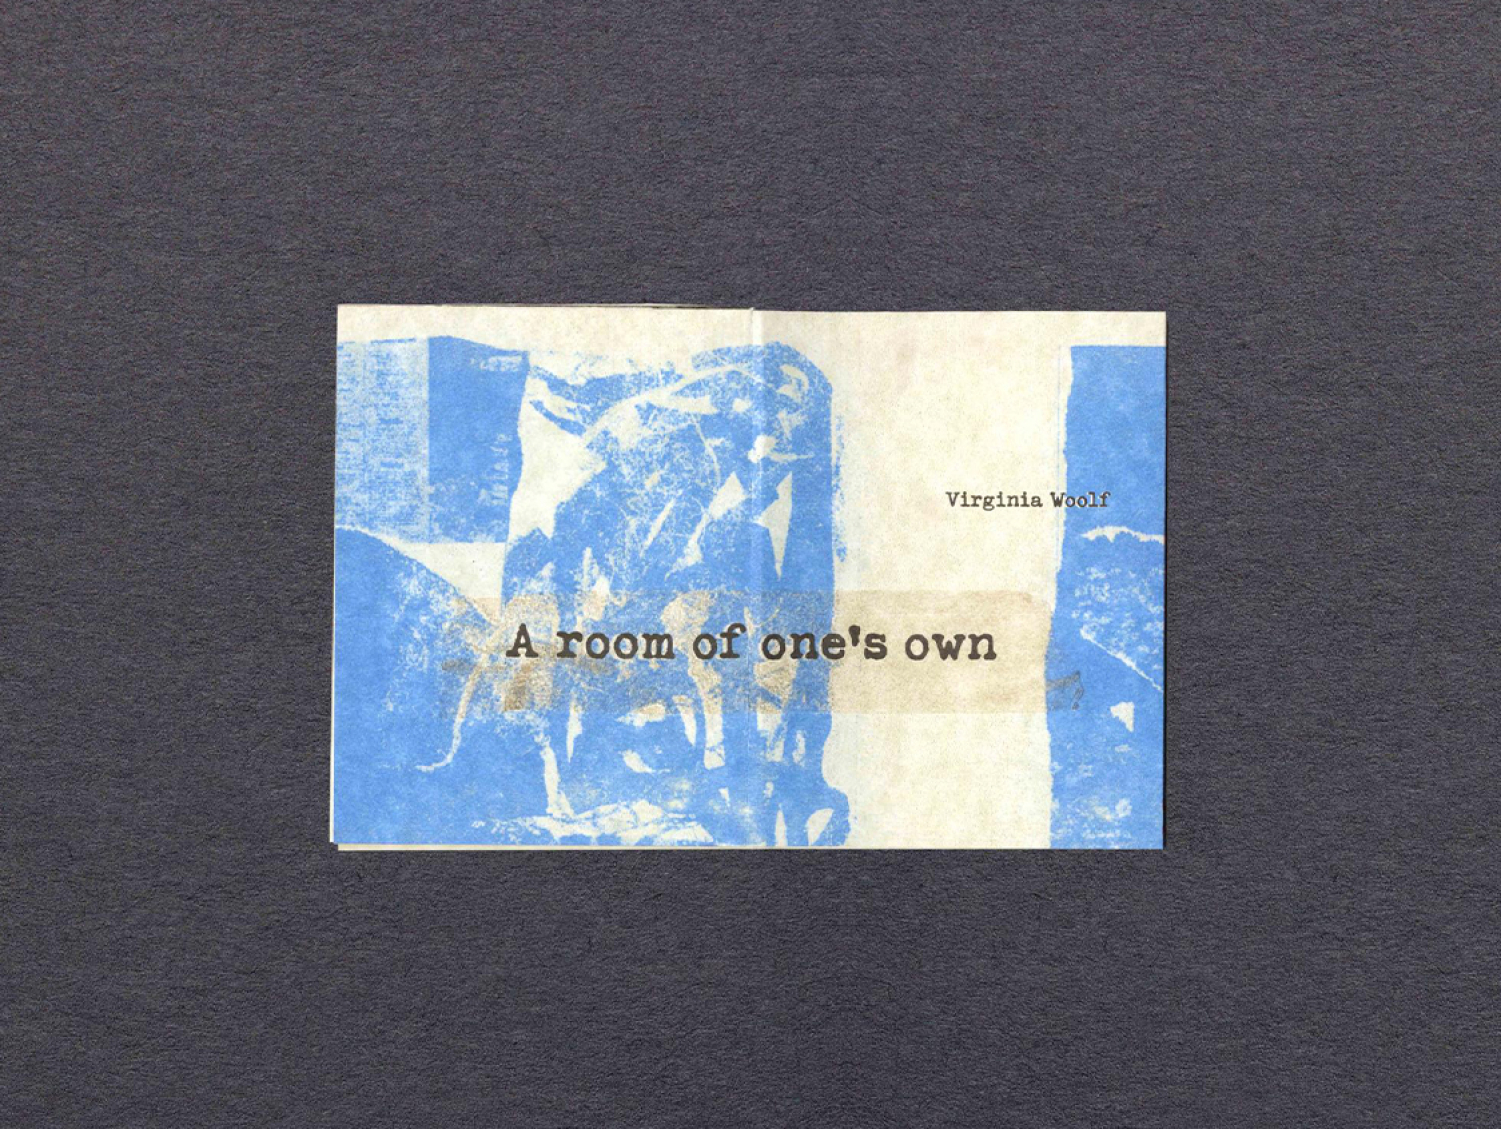 Virginia Woolf
A room of one's own